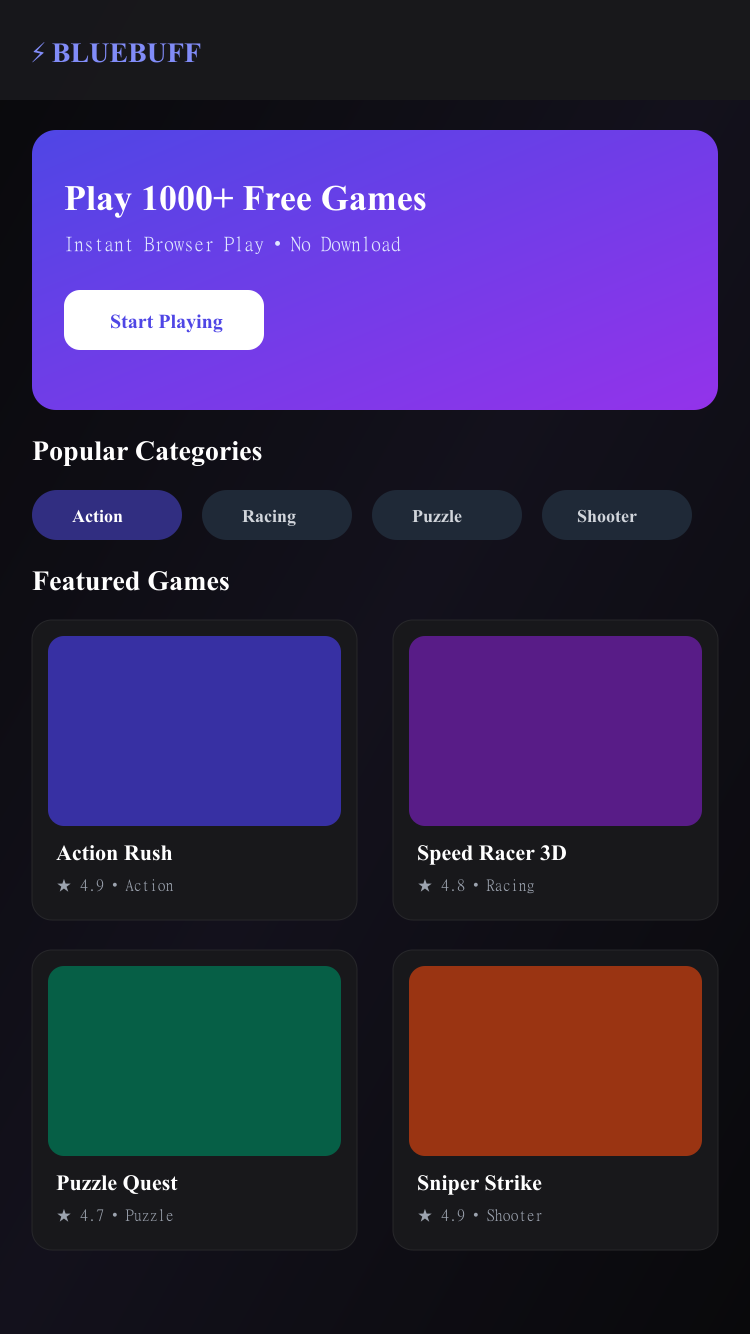 ⚡ BLUEBUFF
Play 1000+ Free Games
Instant Browser Play • No Download
Start Playing
Popular Categories
Action Racing Puzzle Shooter
Featured Games
Action Rush Speed Racer 3D
★ 4.9 • Action ★ 4.8 • Racing
Puzzle Quest Sniper Strike
★ 4.7 • Puzzle ★ 4.9 • Shooter